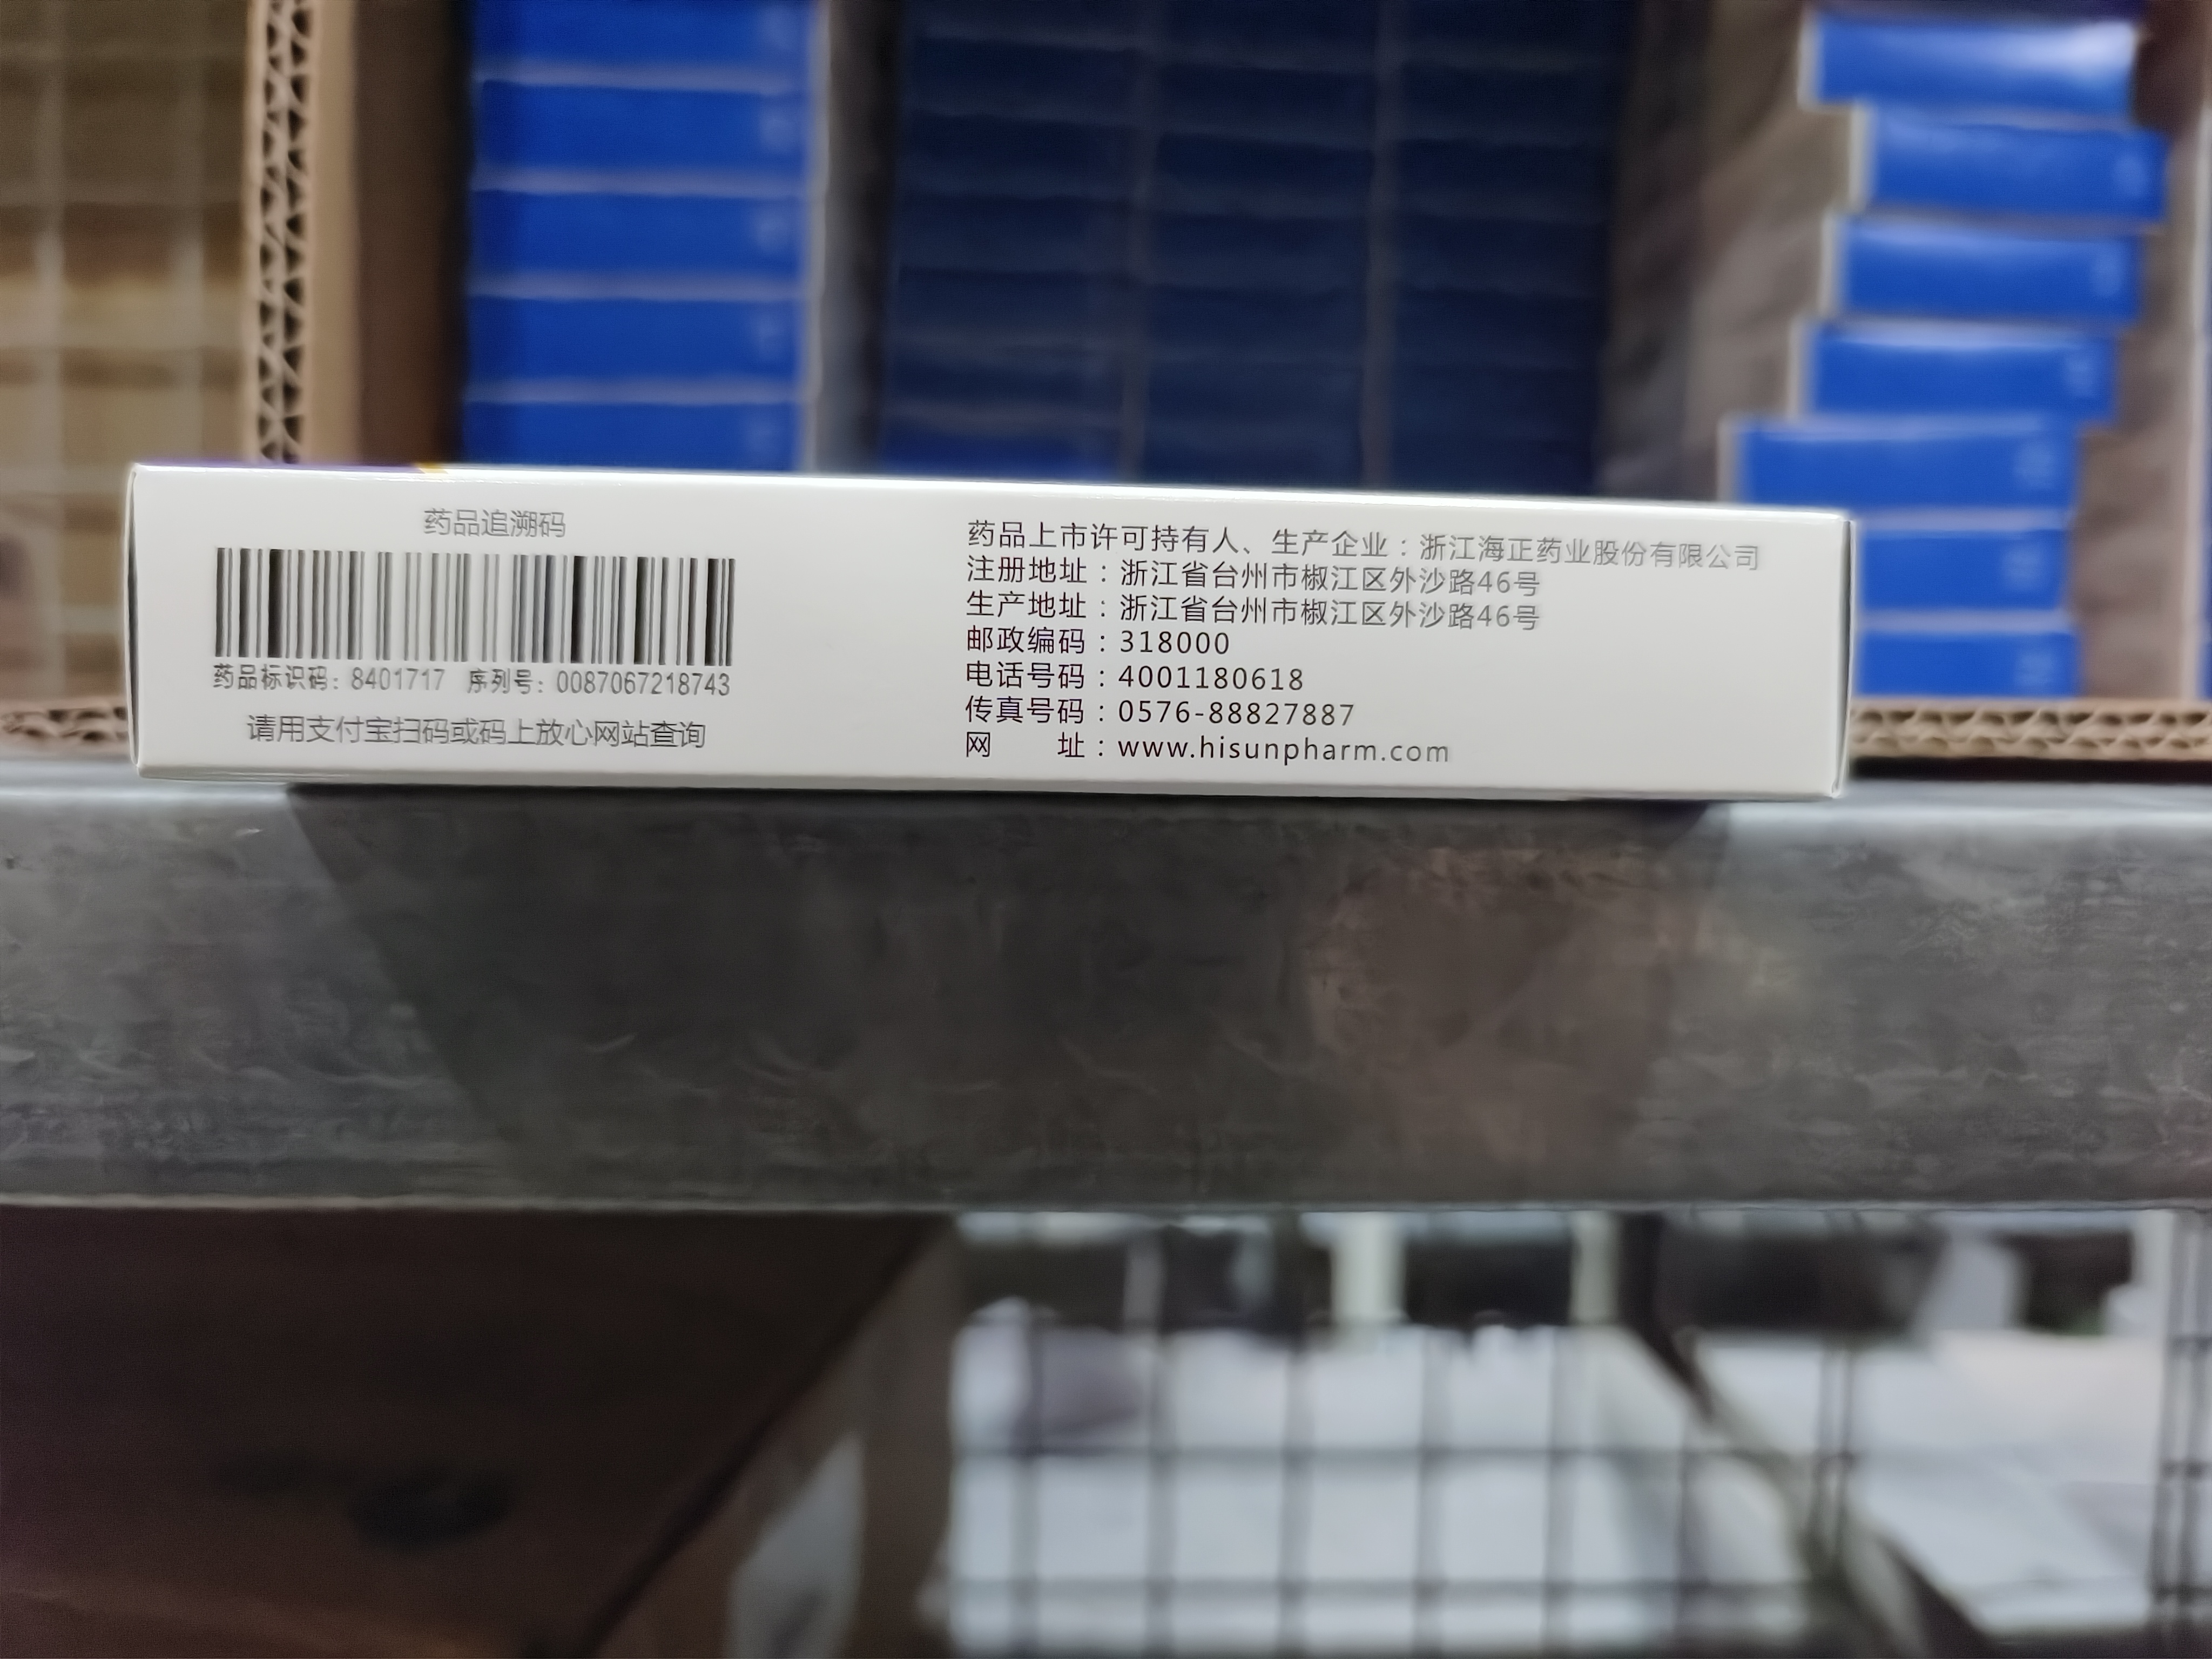 药品追溯码
药品标识码：8401717 序列号：0087067218743
请用支付宝扫码或码上放心网站查询
药品上市许可持有人、生产企业：浙江海正药业股份有限公司
注册地址：浙江省台州市椒江区外沙路46号
生产地址：浙江省台州市椒江区外沙路46号
邮政编码：318000
电话号码：4001180618
传真号码：0576-88827887
网 址：www.hisunpharm.com